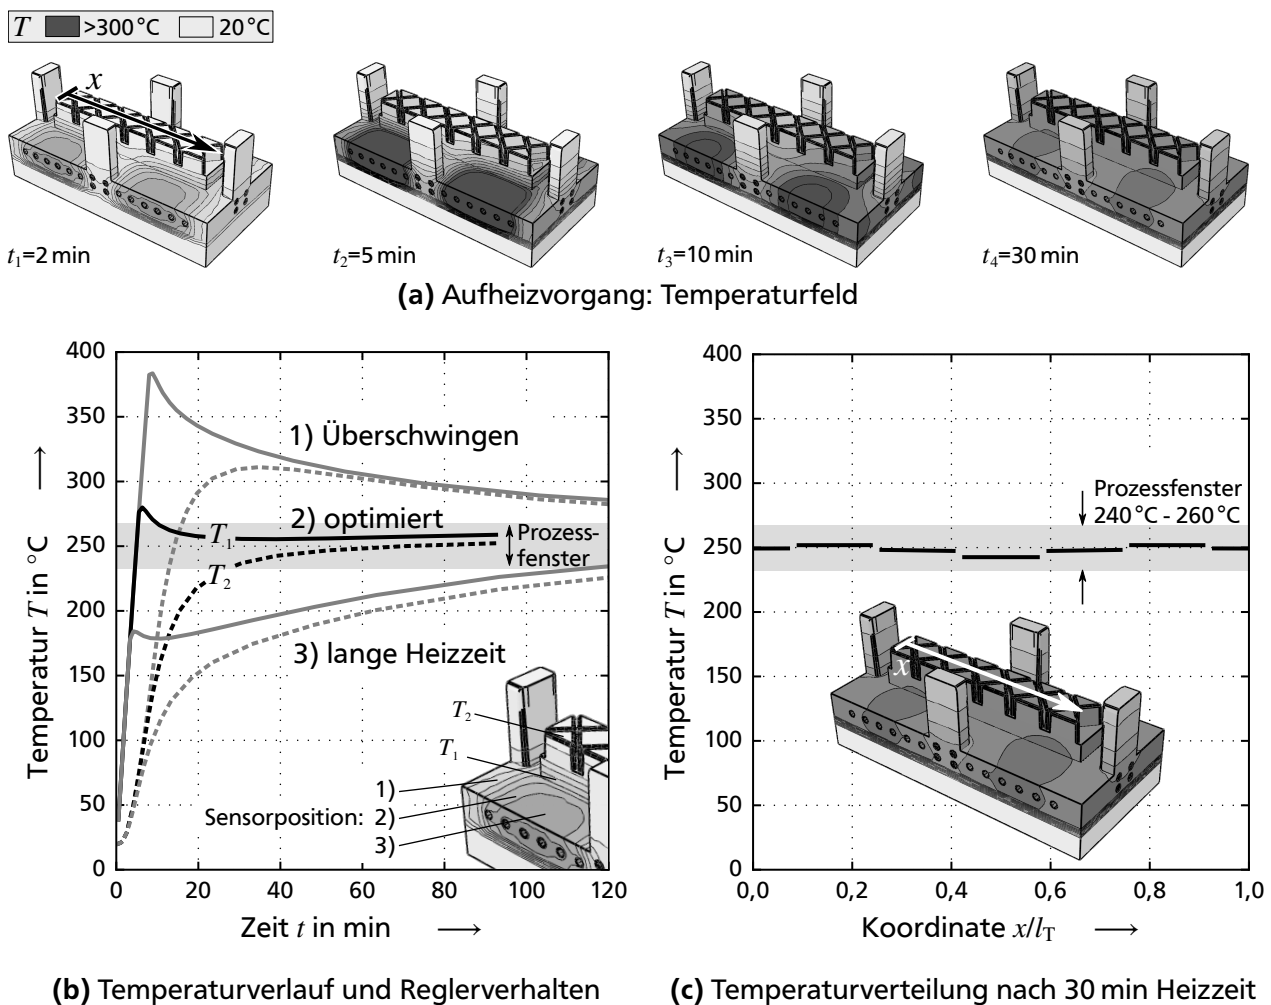 T >300 °C 20 °C
x
t1=2 min
t2=5 min
t3=10 min
t4=30 min
(a) Aufheizvorgang: Temperaturfeld
400
350
300
250
200
150
100
50
0
0 20 40 60 80 100 120
Temperatur T in °C
Zeit t in min
1) Überschwingen
2) optimiert
T1
T2
Prozess-
fenster
3) lange Heizzeit
T2
T1
1)
Sensorposition: 2)
3)
(b) Temperaturverlauf und Reglerverhalten
400
350
300
250
200
150
100
50
0
0,0 0,2 0,4 0,6 0,8 1,0
Temperatur T in °C
Koordinate x/lT
Prozessfenster
240 °C - 260 °C
x
(c) Temperaturverteilung nach 30 min Heizzeit